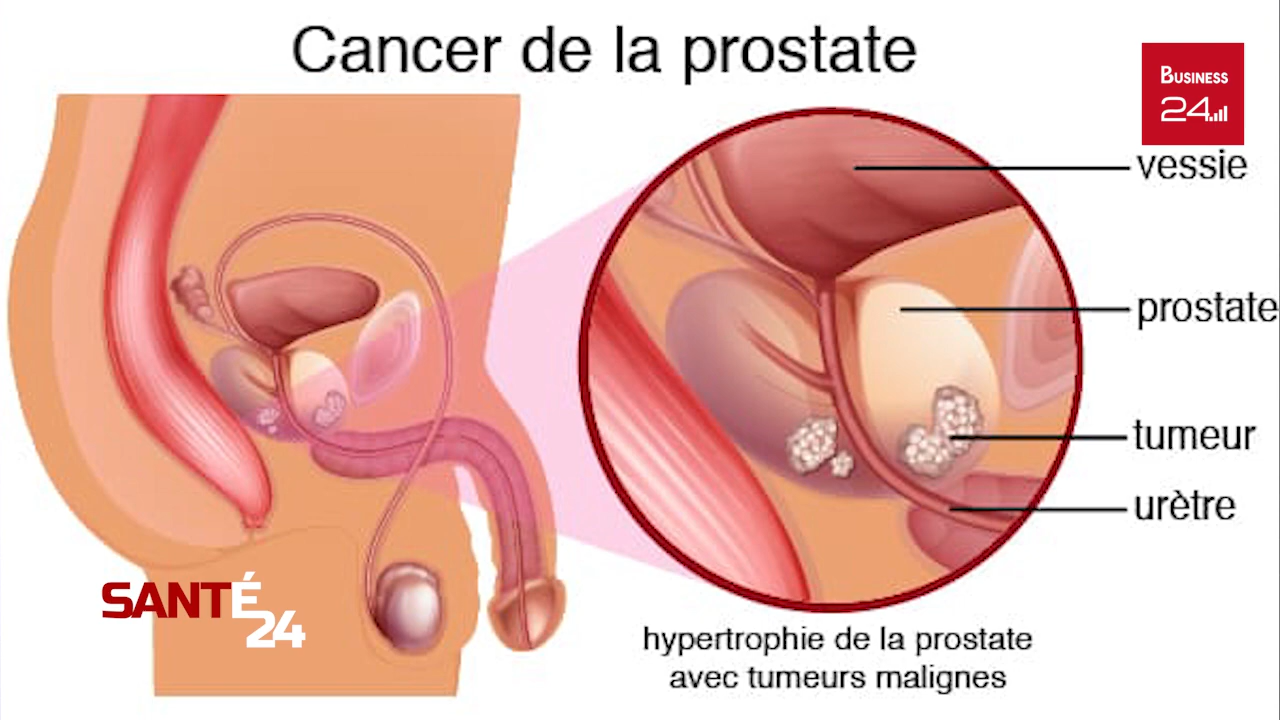 Cancer de la prostate
BUSINESS
24
vessie
prostate
tumeur
urètre
SANTÉ
24
hypertrophie de la prostate
avec tumeurs malignes